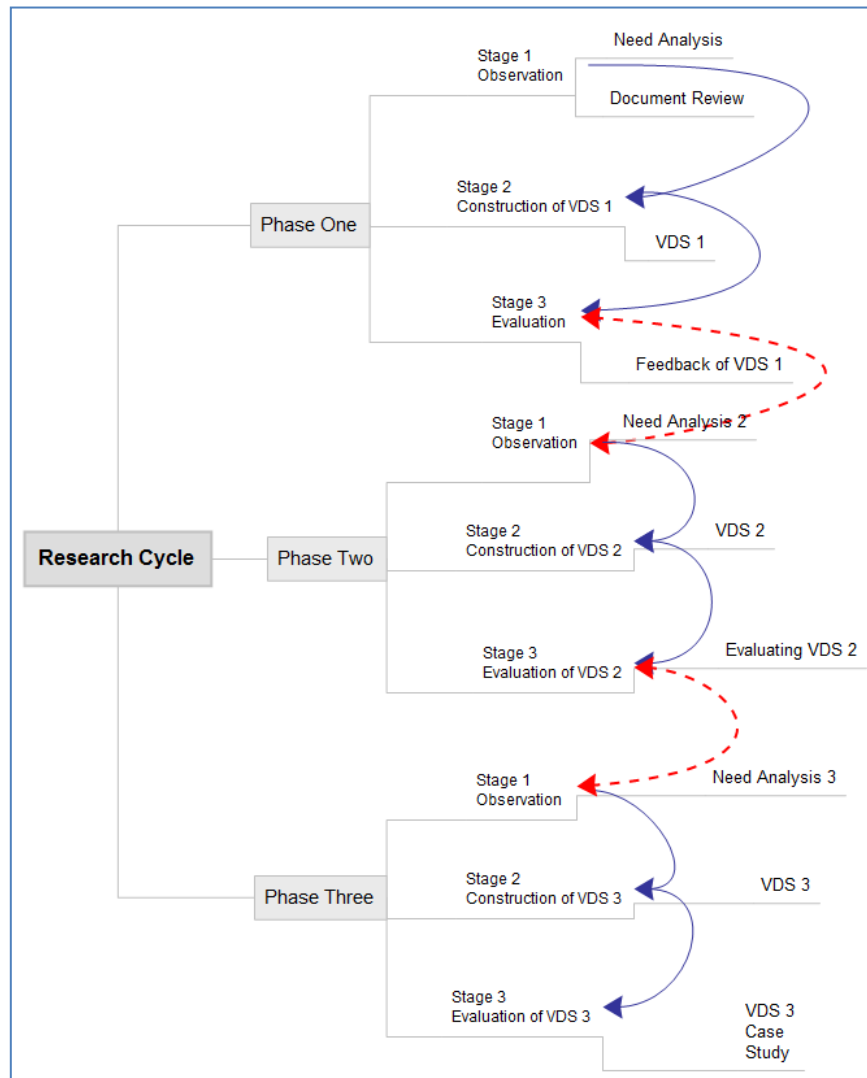 Need Analysis
Stage 1
Observation
Document Review
Stage 2
Construction of VDS 1
Phase One
VDS 1
Stage 3
Evaluation
Feedback of VDS 1
Stage 1
Observation
Need Analysis 2
Stage 2
Construction of VDS 2
VDS 2
Research Cycle
Phase Two
Stage 3
Evaluation of VDS 2
Evaluating VDS 2
Stage 1
Observation
Need Analysis 3
Stage 2
Construction of VDS 3
VDS 3
Phase Three
Stage 3
Evaluation of VDS 3
VDS 3
Case
Study